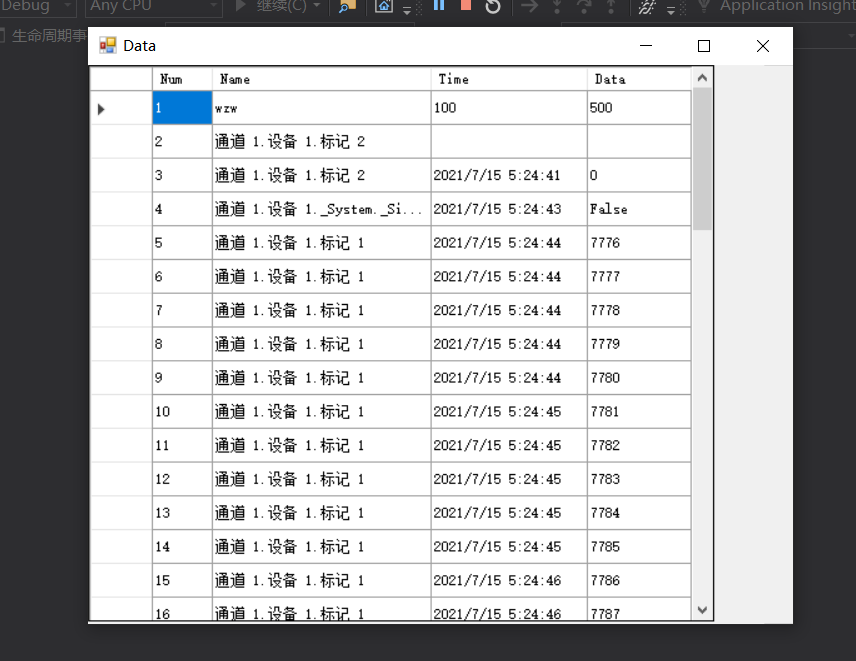 Debug Any CPU 继续(C) Application Insight
生命周期事
Data
Num Name Time Data
1 wzw 100 500
2 通道 1.设备 1.标记 2
3 通道 1.设备 1.标记 2 2021/7/15 5:24:41 0
4 通道 1.设备 1._System._Si... 2021/7/15 5:24:43 False
5 通道 1.设备 1.标记 1 2021/7/15 5:24:44 7776
6 通道 1.设备 1.标记 1 2021/7/15 5:24:44 7777
7 通道 1.设备 1.标记 1 2021/7/15 5:24:44 7778
8 通道 1.设备 1.标记 1 2021/7/15 5:24:44 7779
9 通道 1.设备 1.标记 1 2021/7/15 5:24:44 7780
10 通道 1.设备 1.标记 1 2021/7/15 5:24:45 7781
11 通道 1.设备 1.标记 1 2021/7/15 5:24:45 7782
12 通道 1.设备 1.标记 1 2021/7/15 5:24:45 7783
13 通道 1.设备 1.标记 1 2021/7/15 5:24:45 7784
14 通道 1.设备 1.标记 1 2021/7/15 5:24:45 7785
15 通道 1.设备 1.标记 1 2021/7/15 5:24:46 7786
16 通道 1.设备 1.标记 1 2021/7/15 5:24:46 7787